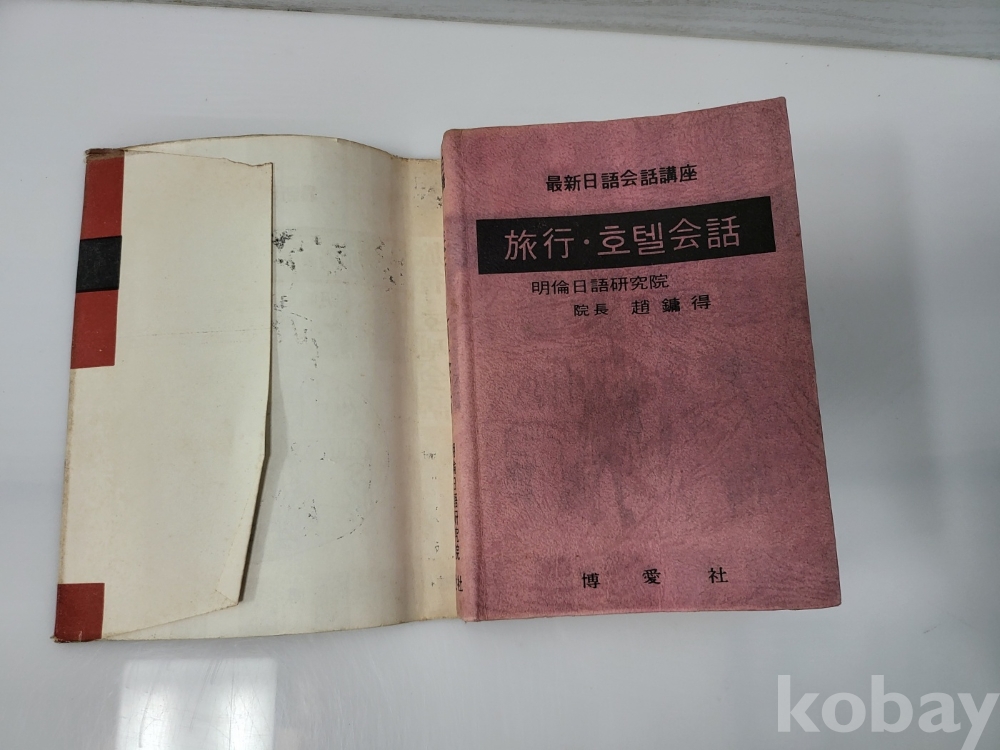 最新日語会話講座
旅行·호텔会話
明倫日語研究院
院長 趙鏞得
博愛社
kobay